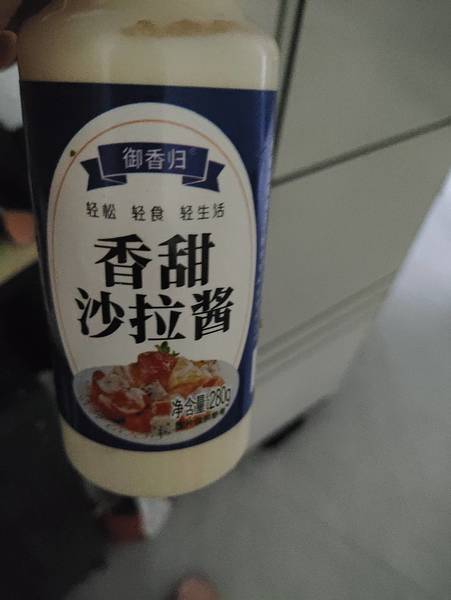 御香归
轻松 轻食 轻生活
香甜
沙拉酱
净含量:280g